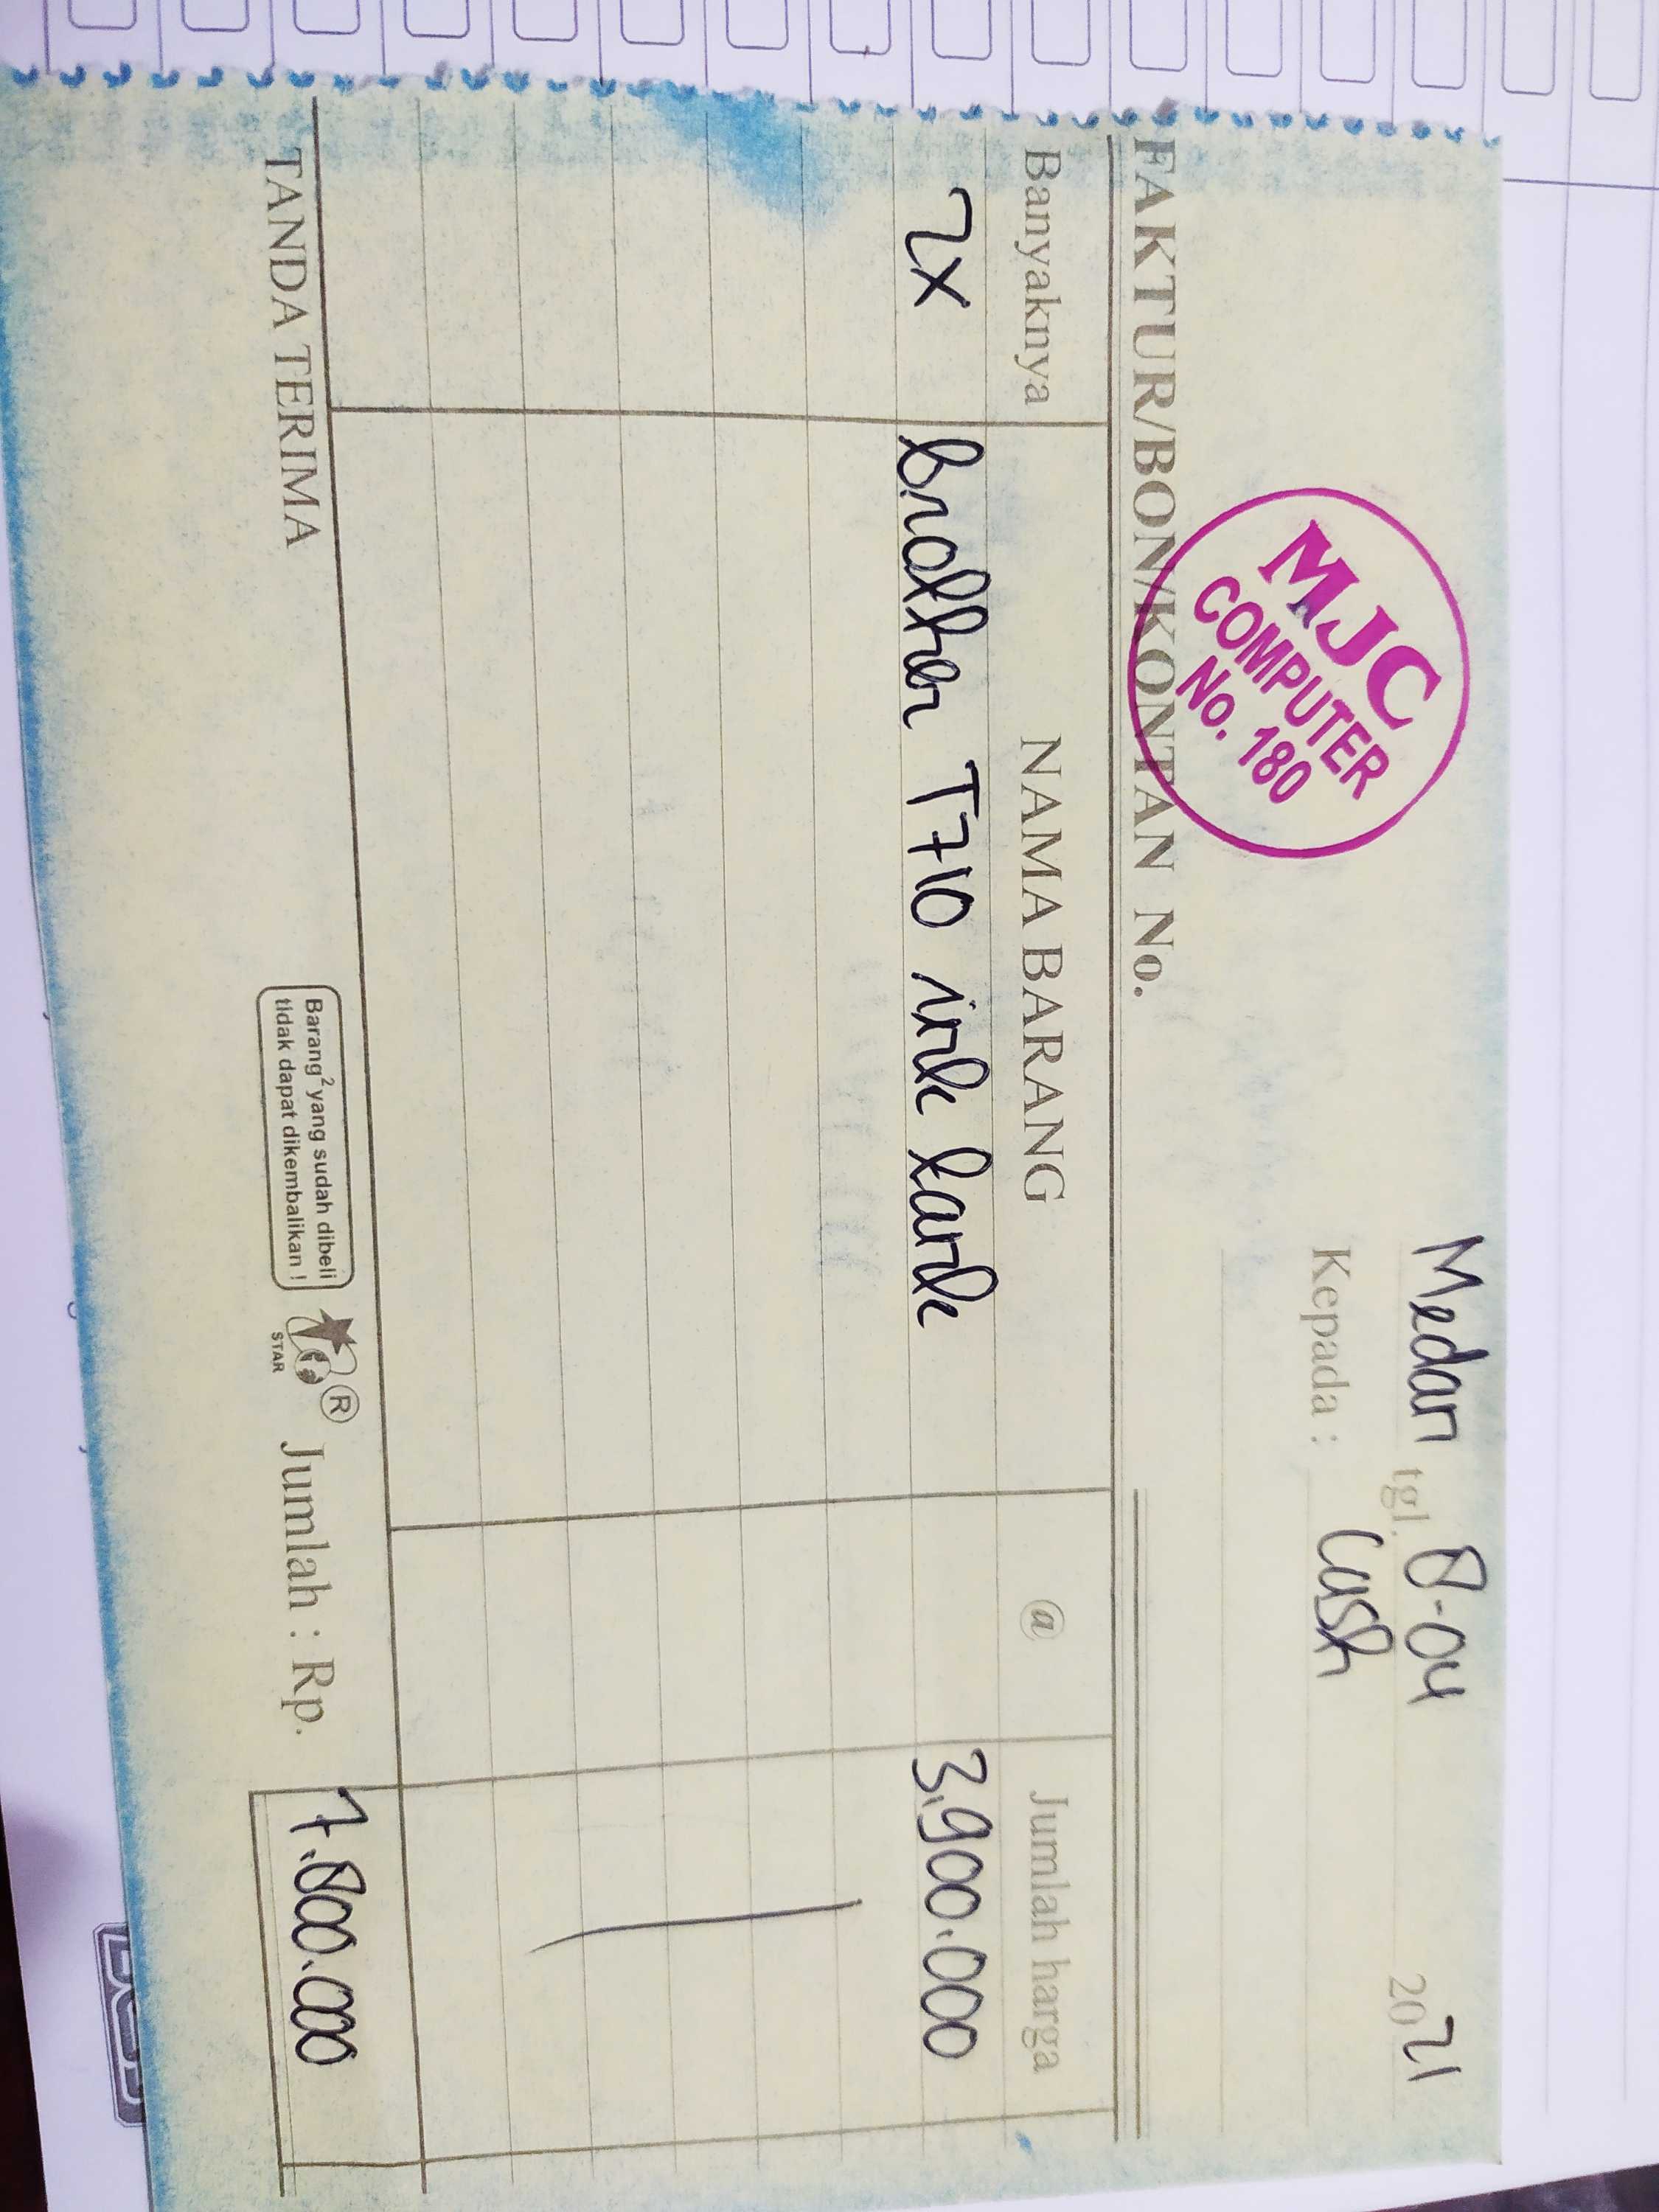 Medan tgl. 8-04 2021
Kepada : Cash
MJC
COMPUTER
No. 180
FAKTUR/BON/KONTAN No.
Banyaknya NAMA BARANG @ Jumlah harga
2x brother T710 ink tank 3.900.000
TANDA TERIMA
Barang² yang sudah dibeli
tidak dapat dikembalikan !
STAR
®
Jumlah : Rp. 7.800.000